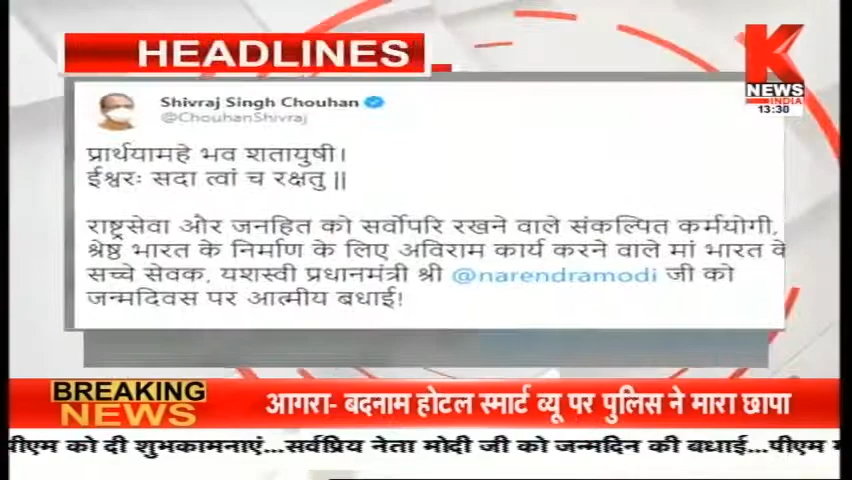 HEADLINES
K
NEWS
INDIA
13:30
Shivraj Singh Chouhan
@ChouhanShivraj
प्रार्थयामहे भव शतायुषी।
ईश्वरः सदा त्वां च रक्षतु ||
राष्ट्रसेवा और जनहित को सर्वोपरि रखने वाले संकल्पित कर्मयोगी,
श्रेष्ठ भारत के निर्माण के लिए अविराम कार्य करने वाले मां भारत के
सच्चे सेवक, यशस्वी प्रधानमंत्री श्री @narendramodi जी को
जन्मदिवस पर आत्मीय बधाई!
BREAKING
NEWS
आगरा- बदनाम होटल स्मार्ट व्यू पर पुलिस ने मारा छापा
पीएम को दी शुभकामनाएं...सर्वप्रिय नेता मोदी जी को जन्मदिन की बधाई...पीएम